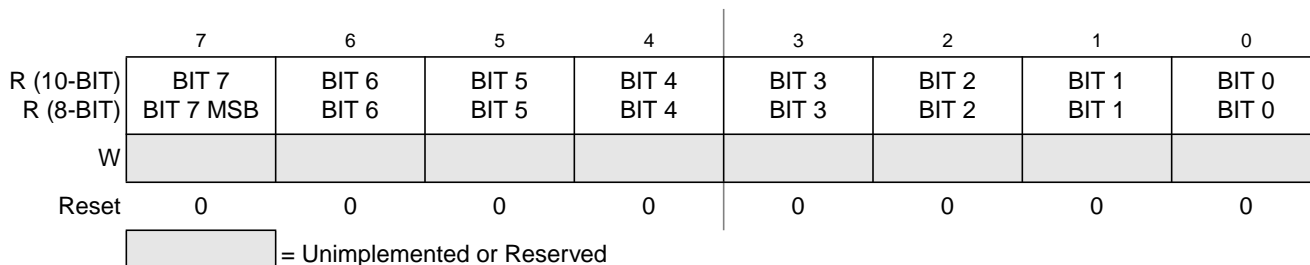 7 6 5 4 3 2 1 0
R (10-BIT) BIT 7 BIT 6 BIT 5 BIT 4 BIT 3 BIT 2 BIT 1 BIT 0
R (8-BIT) BIT 7 MSB BIT 6 BIT 5 BIT 4 BIT 3 BIT 2 BIT 1 BIT 0
W
Reset 0 0 0 0 0 0 0 0
= Unimplemented or Reserved